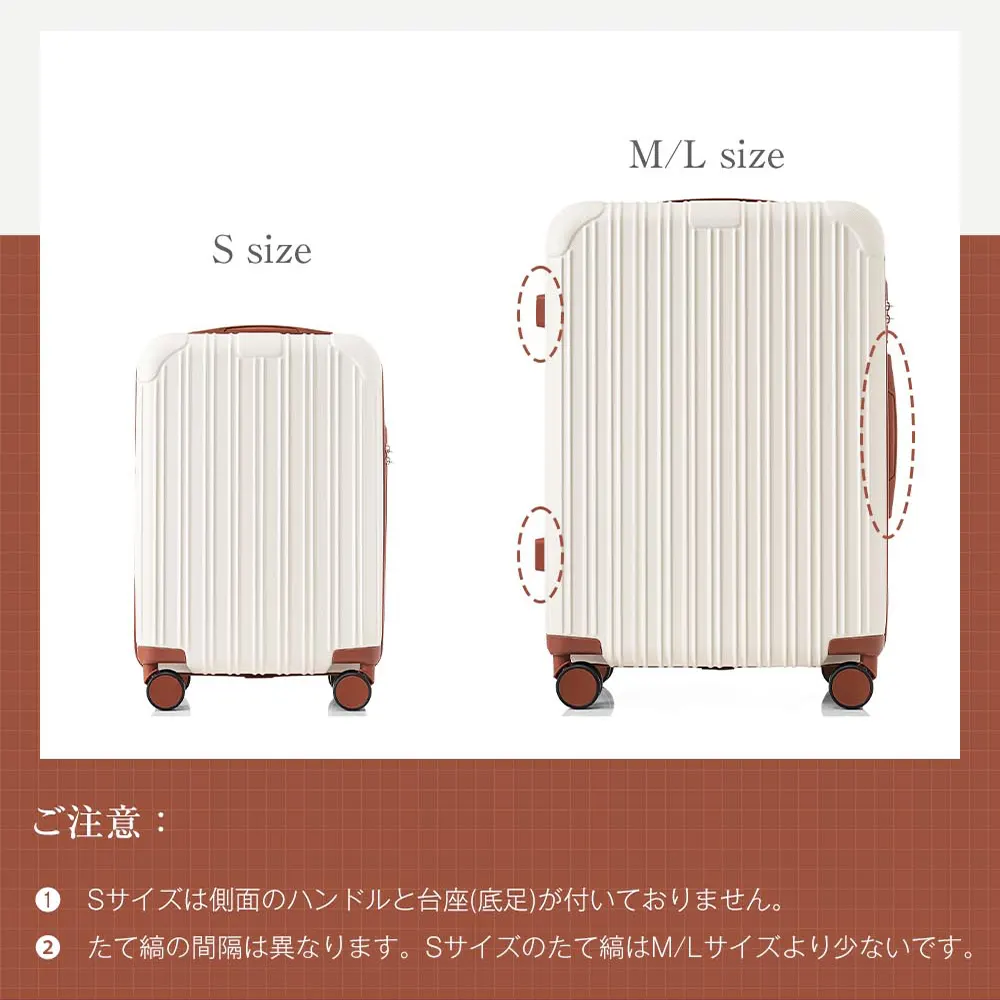 M/L size
S size
ご注意：
1 Sサイズは側面のハンドルと台座(底足)が付いておりません。
2 たて縞の間隔は異なります。Sサイズのたて縞はM/Lサイズより少ないです。